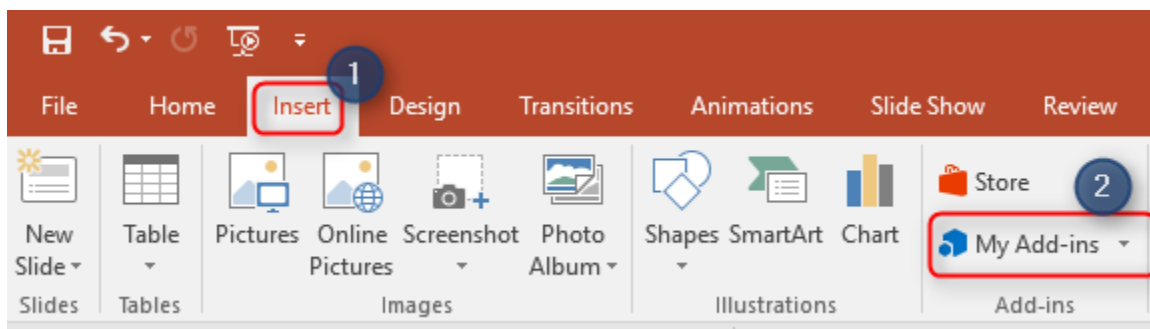 1
File Home Insert Design Transitions Animations Slide Show Review
Store 2
New Table Pictures Online Screenshot Photo Shapes SmartArt Chart My Add-ins
Slide Pictures Album
Slides Tables Images Illustrations Add-ins